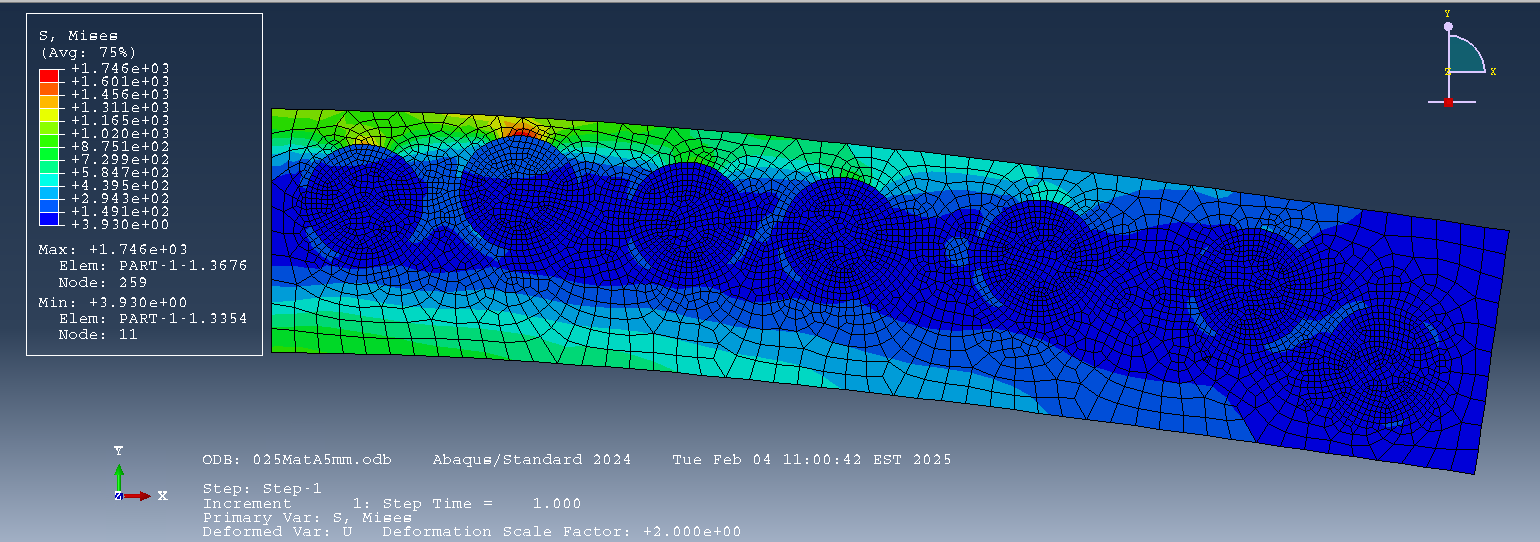 S, Mises
(Avg: 75%)
+1.746e+03
+1.601e+03
+1.456e+03
+1.311e+03
+1.165e+03
+1.020e+03
+8.751e+02
+7.299e+02
+5.847e+02
+4.395e+02
+2.943e+02
+1.491e+02
+3.930e+00
Max: +1.746e+03
Elem: PART-1-1.3676
Node: 259
Min: +3.930e+00
Elem: PART-1-1.3354
Node: 11
Y
X
Z
Y
X
Z
ODB: 025MatA5mm.odb Abaqus/Standard 2024 Tue Feb 04 11:00:42 EST 2025
Step: Step-1
Increment 1: Step Time = 1.000
Primary Var: S, Mises
Deformed Var: U Deformation Scale Factor: +2.000e+00